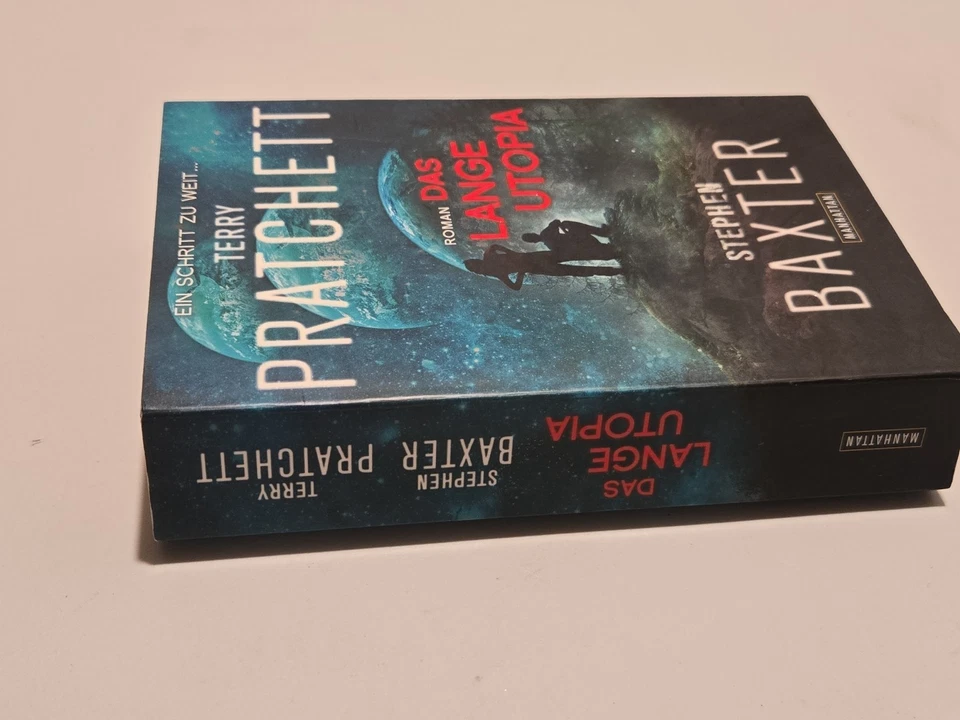 EIN SCHRITT ZU WEIT...
TERRY
PRATCHETT
ROMAN DAS
LANGE
UTOPIA
STEPHEN
BAXTER
MANHATTAN
TERRY
PRATCHETT
STEPHEN
BAXTER
DAS
LANGE
UTOPIA
MANHATTAN